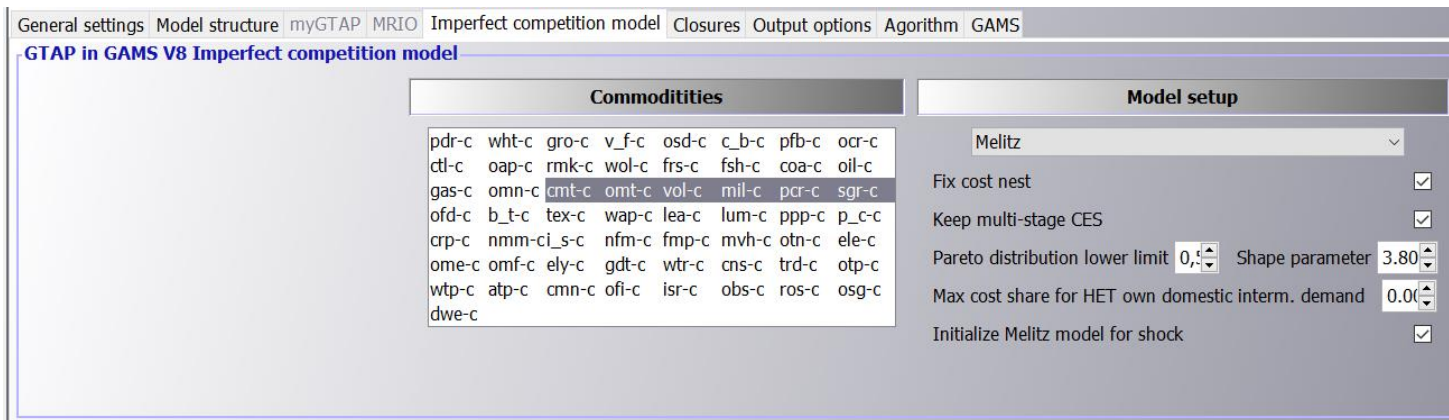 General settings Model structure myGTAP MRIO Imperfect competition model Closures Output options Agorithm GAMS
GTAP in GAMS V8 Imperfect competition model
Commoditities
pdr-c wht-c gro-c v_f-c osd-c c_b-c pfb-c ocr-c
ctl-c oap-c rmk-c wol-c frs-c fsh-c coa-c oil-c
gas-c omn-c cmt-c omt-c vol-c mil-c pcr-c sgr-c
ofd-c b_t-c tex-c wap-c lea-c lum-c ppp-c p_c-c
crp-c nmm-c i_s-c nfm-c fmp-c mvh-c otn-c ele-c
ome-c omf-c ely-c gdt-c wtr-c cns-c trd-c otp-c
wtp-c atp-c cmn-c ofi-c isr-c obs-c ros-c osg-c
dwe-c
Model setup
Melitz
Fix cost nest
Keep multi-stage CES
Pareto distribution lower limit Shape parameter 3.80
Max cost share for HET own domestic interm. demand
Initialize Melitz model for shock